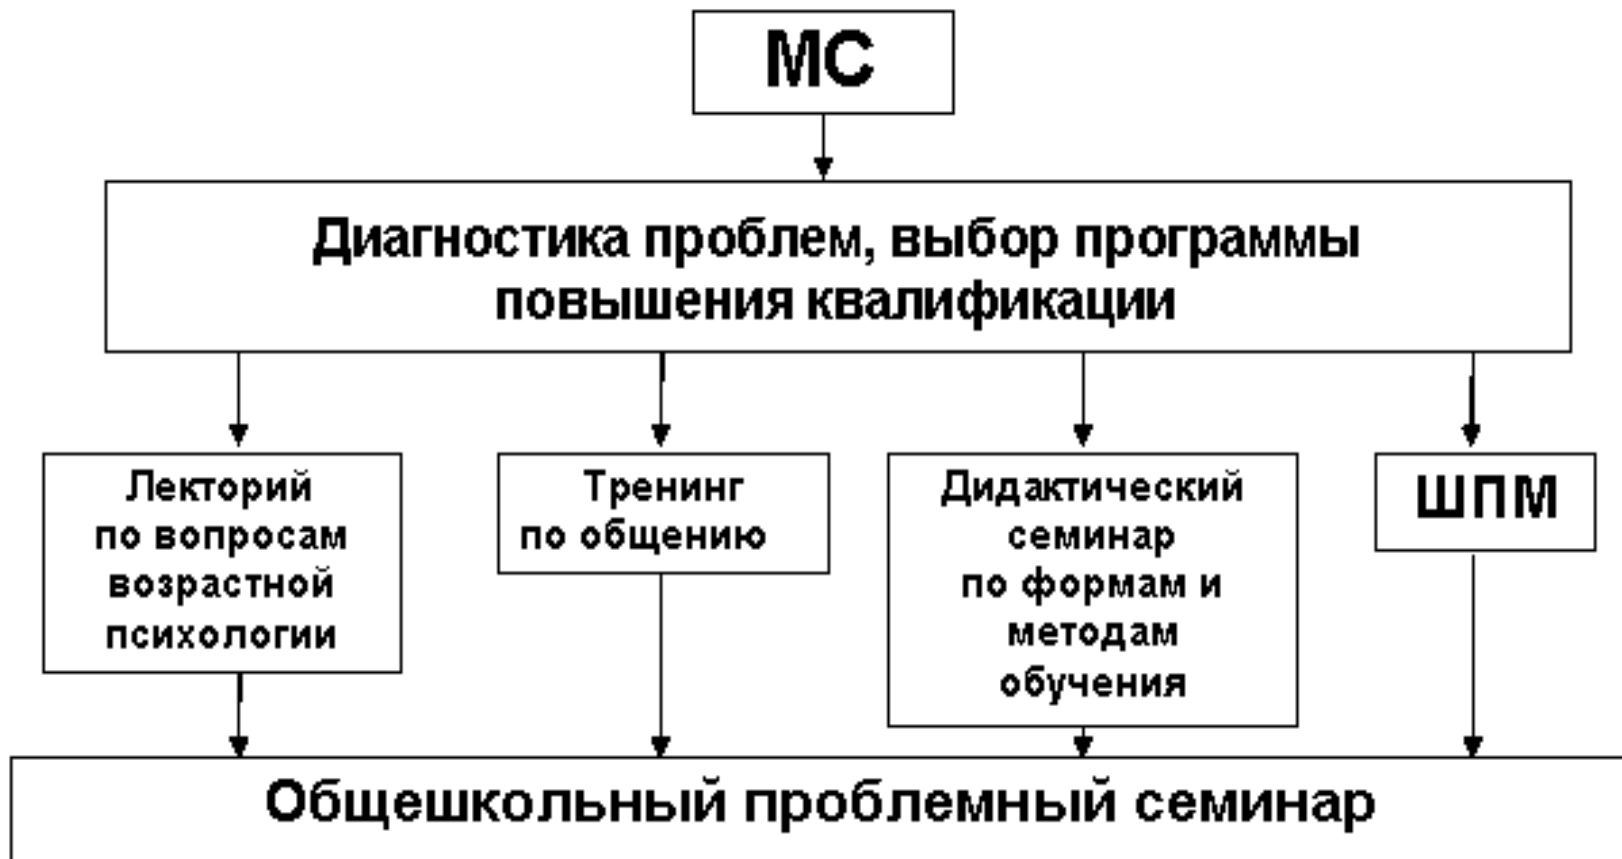 МС
Диагностика проблем, выбор программы
повышения квалификации
Лекторий
по вопросам
возрастной
психологии
Тренинг
по общению
Дидактический
семинар
по формам и
методам
обучения
ШПМ
Общешкольный проблемный семинар